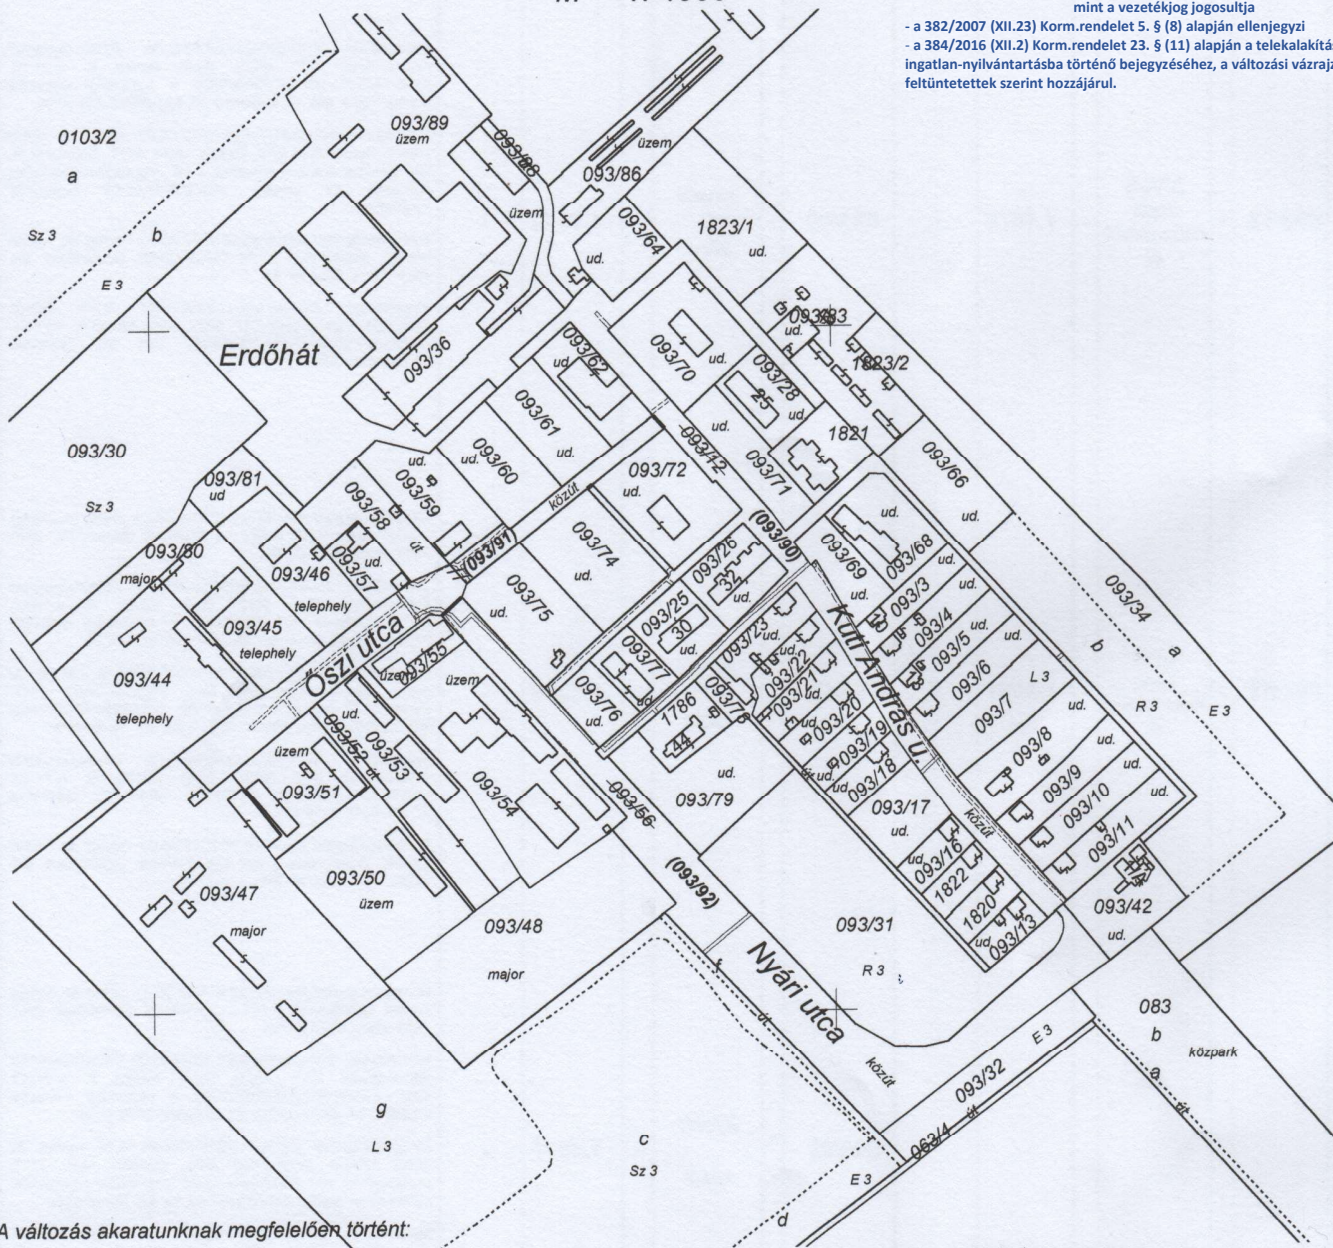 mint a vezetékjog jogosultja
- a 382/2007 (XII.23) Korm.rendelet 5. § (8) alapján ellenjegyzi
- a 384/2016 (XII.2) Korm.rendelet 23. § (11) alapján a telekalakítás
ingatlan-nyilvántartásba történő bejegyzéséhez, a változási vázrajz
feltüntetettek szerint hozzájárul.
0103/2
a
Sz 3
b
E 3
093/89
üzem
093/88
üzem
üzem
093/86
093/64
ud.
1823/1
ud.
Erdőhát
093/36
093/62
ud.
093/70
ud.
093/28
25
ud.
ud.
1823/2
1821
093/30
Sz 3
093/81
ud
093/61
ud.
093/60
ud.
093/59
ud.
út
093/58
093/57
ud.
093/72
ud.
093/12
ud.
093/71
093/66
ud.
közút
(093/91)
093/74
ud.
(093/90)
093/69
ud.
ud.
093/68
ud.
093/80
major
093/46
telephely
093/45
telephely
093/44
telephely
Őszi utca
093/75
ud.
093/26
32
ud.
093/25
30
ud.
093/77
ud
093/76
ud.
093/23
ud.
093/22
ud.
093/21
ud.
093/20
093/19
093/18
ud.
093/78
1786
44
ud.
093/79
Kuti András u.
093/3
ud.
093/4
ud.
093/5
ud.
093/6
L 3
093/7
ud.
093/8
ud.
093/9
ud.
093/10
ud.
093/11
093/34
a
b
R 3
E 3
093/55
üzem
üzem
093/54
093/53
093/52
ud.
út
093/51
üzem
093/50
üzem
093/47
major
093/48
major
093/56
(093/92)
093/17
ud.
093/16
ud.
1822
1820
093/13
ud.
közút
093/42
ud.
093/31
R 3
Nyári utca
közút
út
093/32
E 3
063/1
út
083
b
közpark
a
út
g
L 3
c
Sz 3
E 3
d
A változás akaratunknak megfelelően történt: